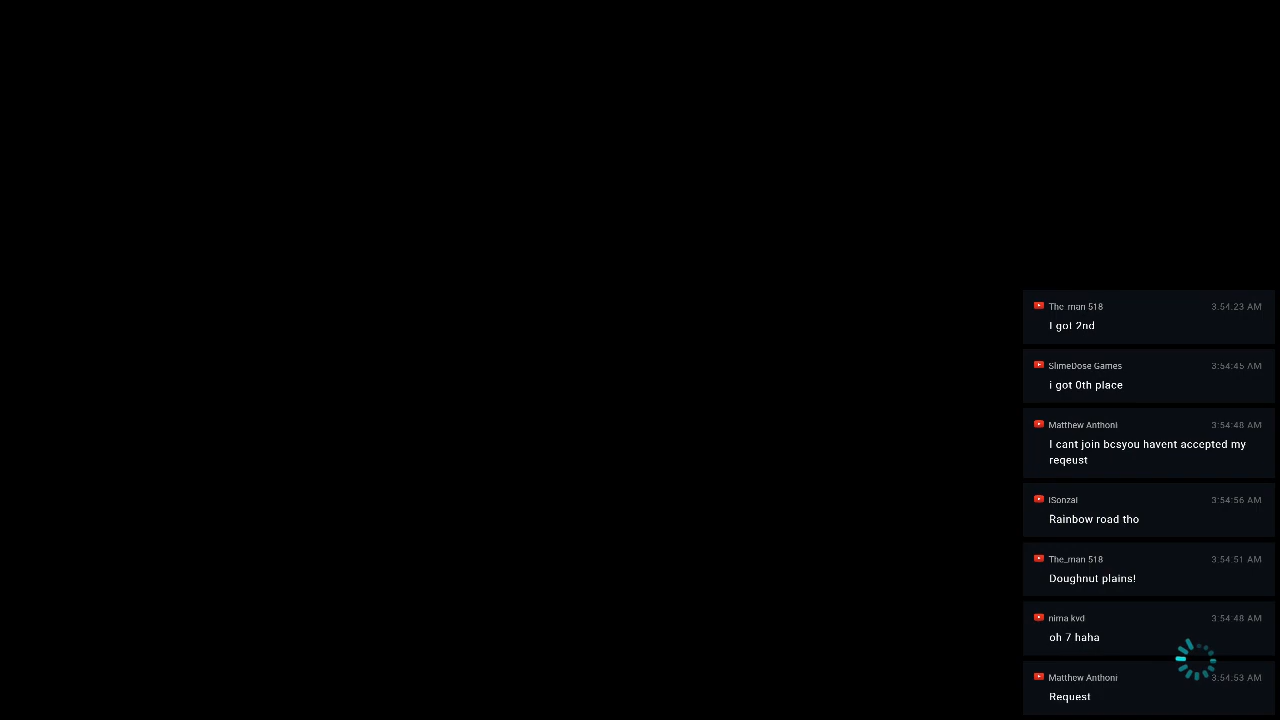 The man 518 3:54:23 AM
I got 2nd
SlimeDose Games 3:54:45 AM
i got 0th place
Matthew Anthoni 3:54:48 AM
I cant join bcsyou havent accepted my
reqeust
iSonzai 3:54:56 AM
Rainbow road tho
The_man 518 3:54:51 AM
Doughnut plains!
nima kvd 3:54:48 AM
oh 7 haha
Matthew Anthoni 3:54:53 AM
Request